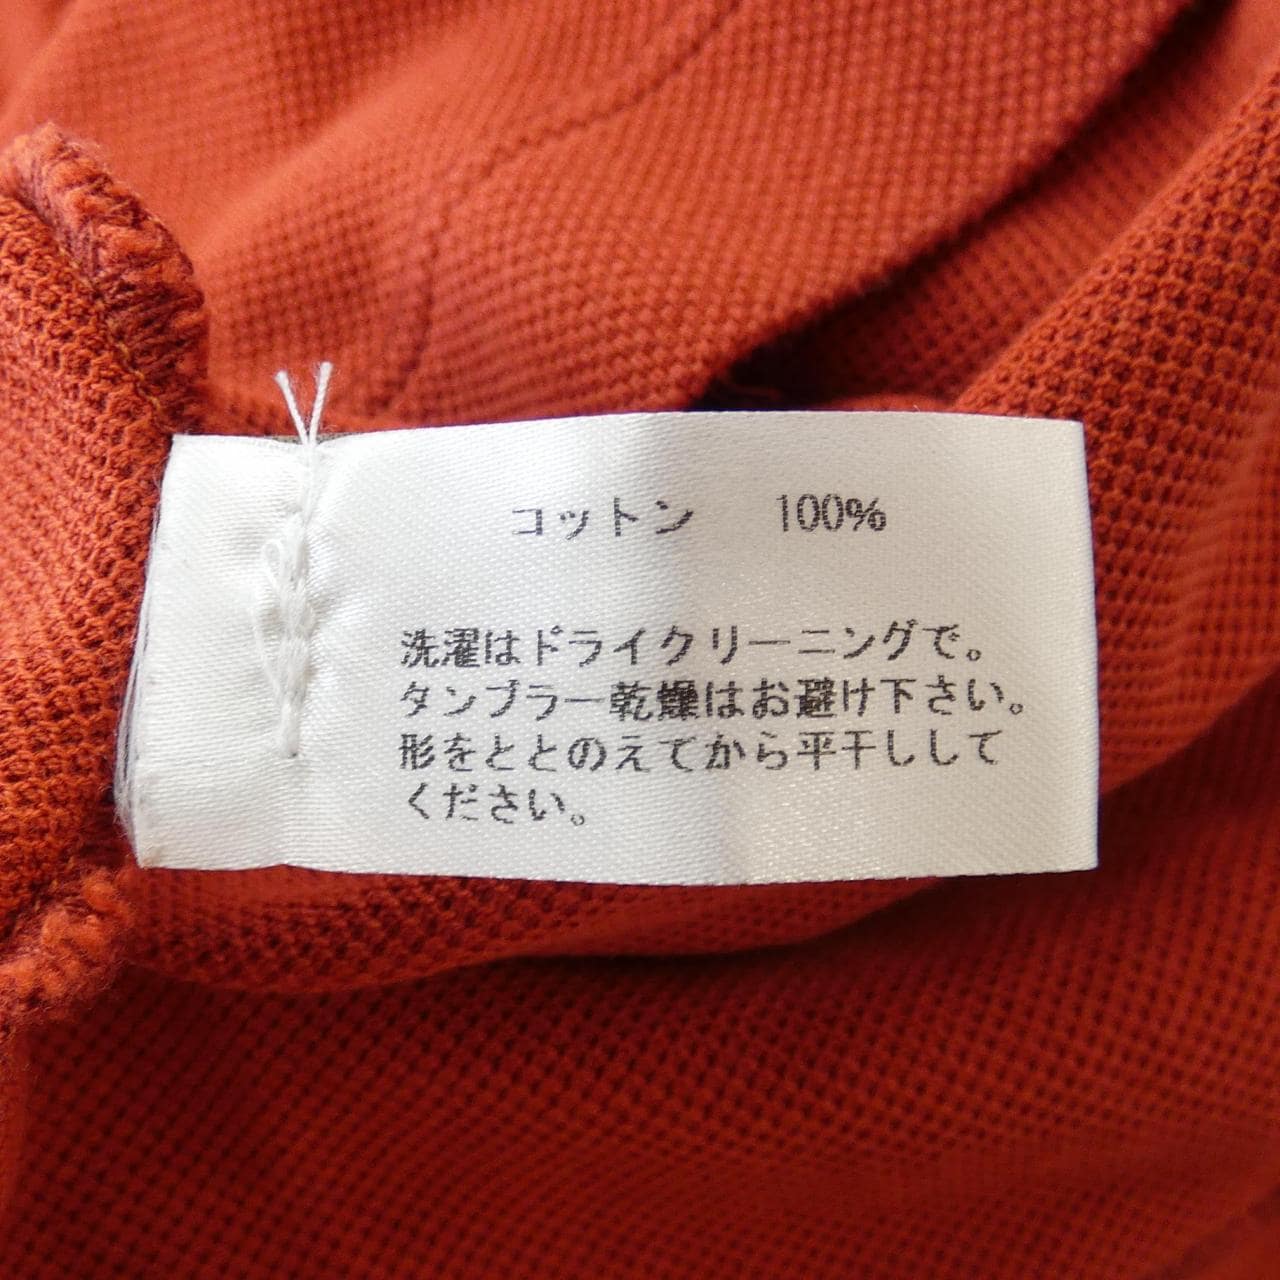 コットン　100%
洗濯はドライクリーニングで。
タンブラー乾燥はお避け下さい。
形をととのえてから平干しして
ください。